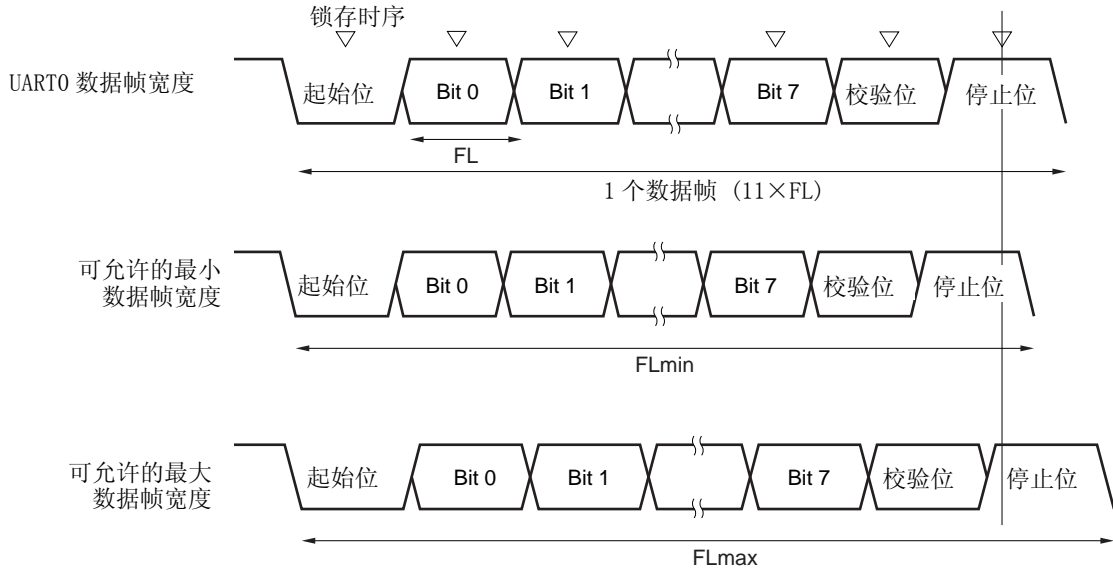 锁存时序
UART0 数据帧宽度
起始位 Bit 0 Bit 1 Bit 7 校验位 停止位
FL
1 个数据帧 (11×FL)
可允许的最小
数据帧宽度
起始位 Bit 0 Bit 1 Bit 7 校验位 停止位
FLmin
可允许的最大
数据帧宽度
起始位 Bit 0 Bit 1 Bit 7 校验位 停止位
FLmax